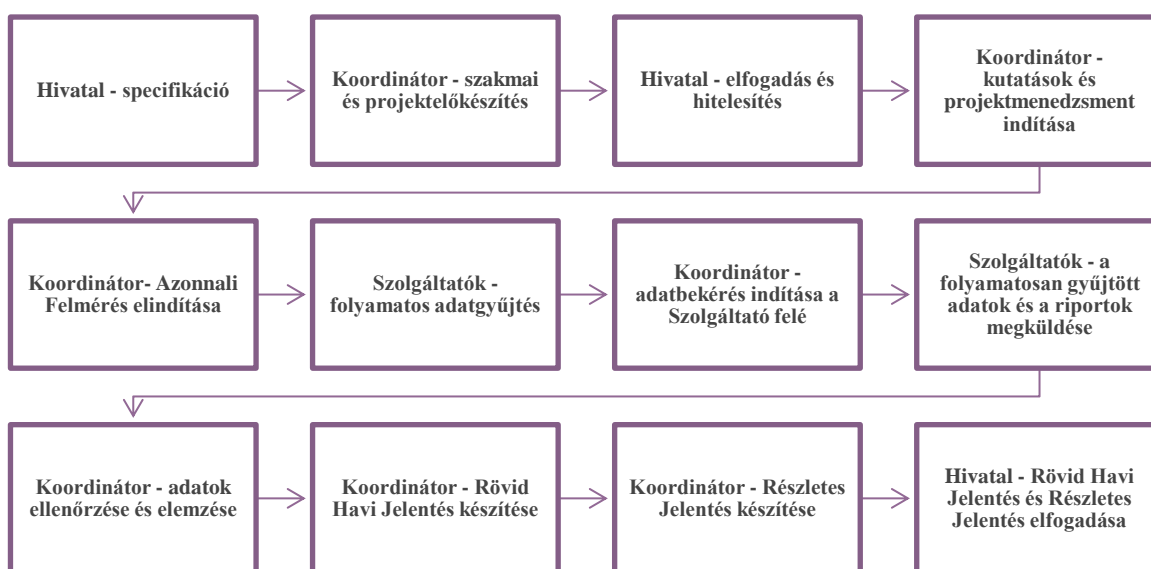 Hivatal - specifikáció
Koordinátor - szakmai
és projektelőkészítés
Hivatal - elfogadás és
hitelesítés
Koordinátor -
kutatások és
projektmenedzsment
indítása
Koordinátor- Azonnali
Felmérés elindítása
Szolgáltatók -
folyamatos adatgyűjtés
Koordinátor -
adatbekérés indítása a
Szolgáltató felé
Szolgáltatók - a
folyamatosan gyűjtött
adatok és a riportok
megküldése
Koordinátor - adatok
ellenőrzése és elemzése
Koordinátor - Rövid
Havi Jelentés készítése
Koordinátor - Részletes
Jelentés készítése
Hivatal - Rövid Havi
Jelentés és Részletes
Jelentés elfogadása